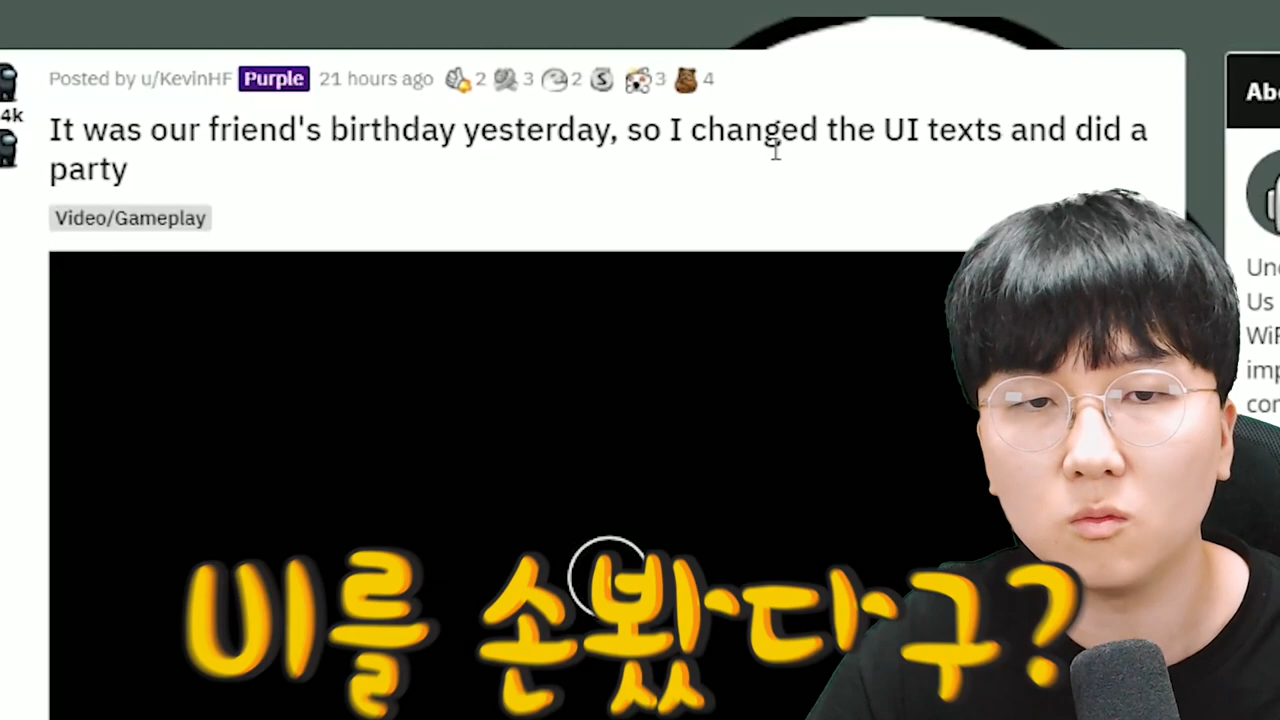 Posted by u/KevinHF Purple 21 hours ago 2 3 2 S 3 4
4k
It was our friend's birthday yesterday, so I changed the UI texts and did a
party
Video/Gameplay
Abo
Unc
Us
WiF
imp
con
UI를 손봤다구?